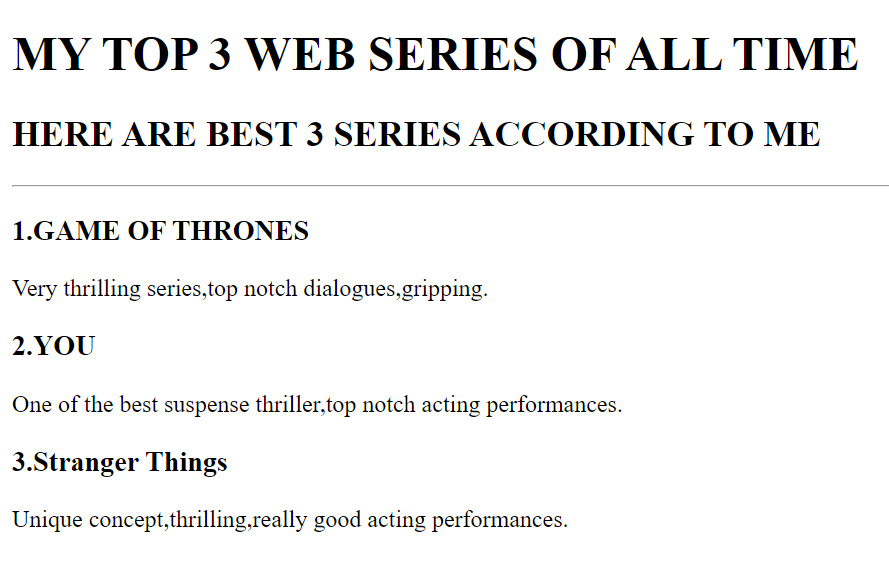 MY TOP 3 WEB SERIES OF ALL TIME
HERE ARE BEST 3 SERIES ACCORDING TO ME
1.GAME OF THRONES
Very thrilling series,top notch dialogues,gripping.
2.YOU
One of the best suspense thriller,top notch acting performances.
3.Stranger Things
Unique concept,thrilling,really good acting performances.